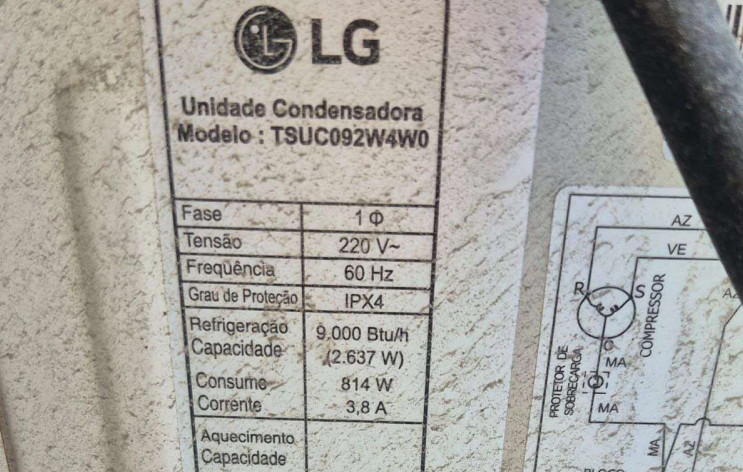 LG
Unidade Condensadora
Modelo : TSUC092W4W0
Fase 1 Φ
Tensão 220 V~
Freqüência 60 Hz
Grau de Proteção IPX4
Refrigeração 9.000 Btu/h
Capacidade (2.637 W)
Consumo 814 W
Corrente 3,8 A
Aquecimento
Capacidade
AZ
VE
R
S
C
COMPRESSOR
PROTETOR DE
SOBRECARGA
MA
MA
MA
AZ